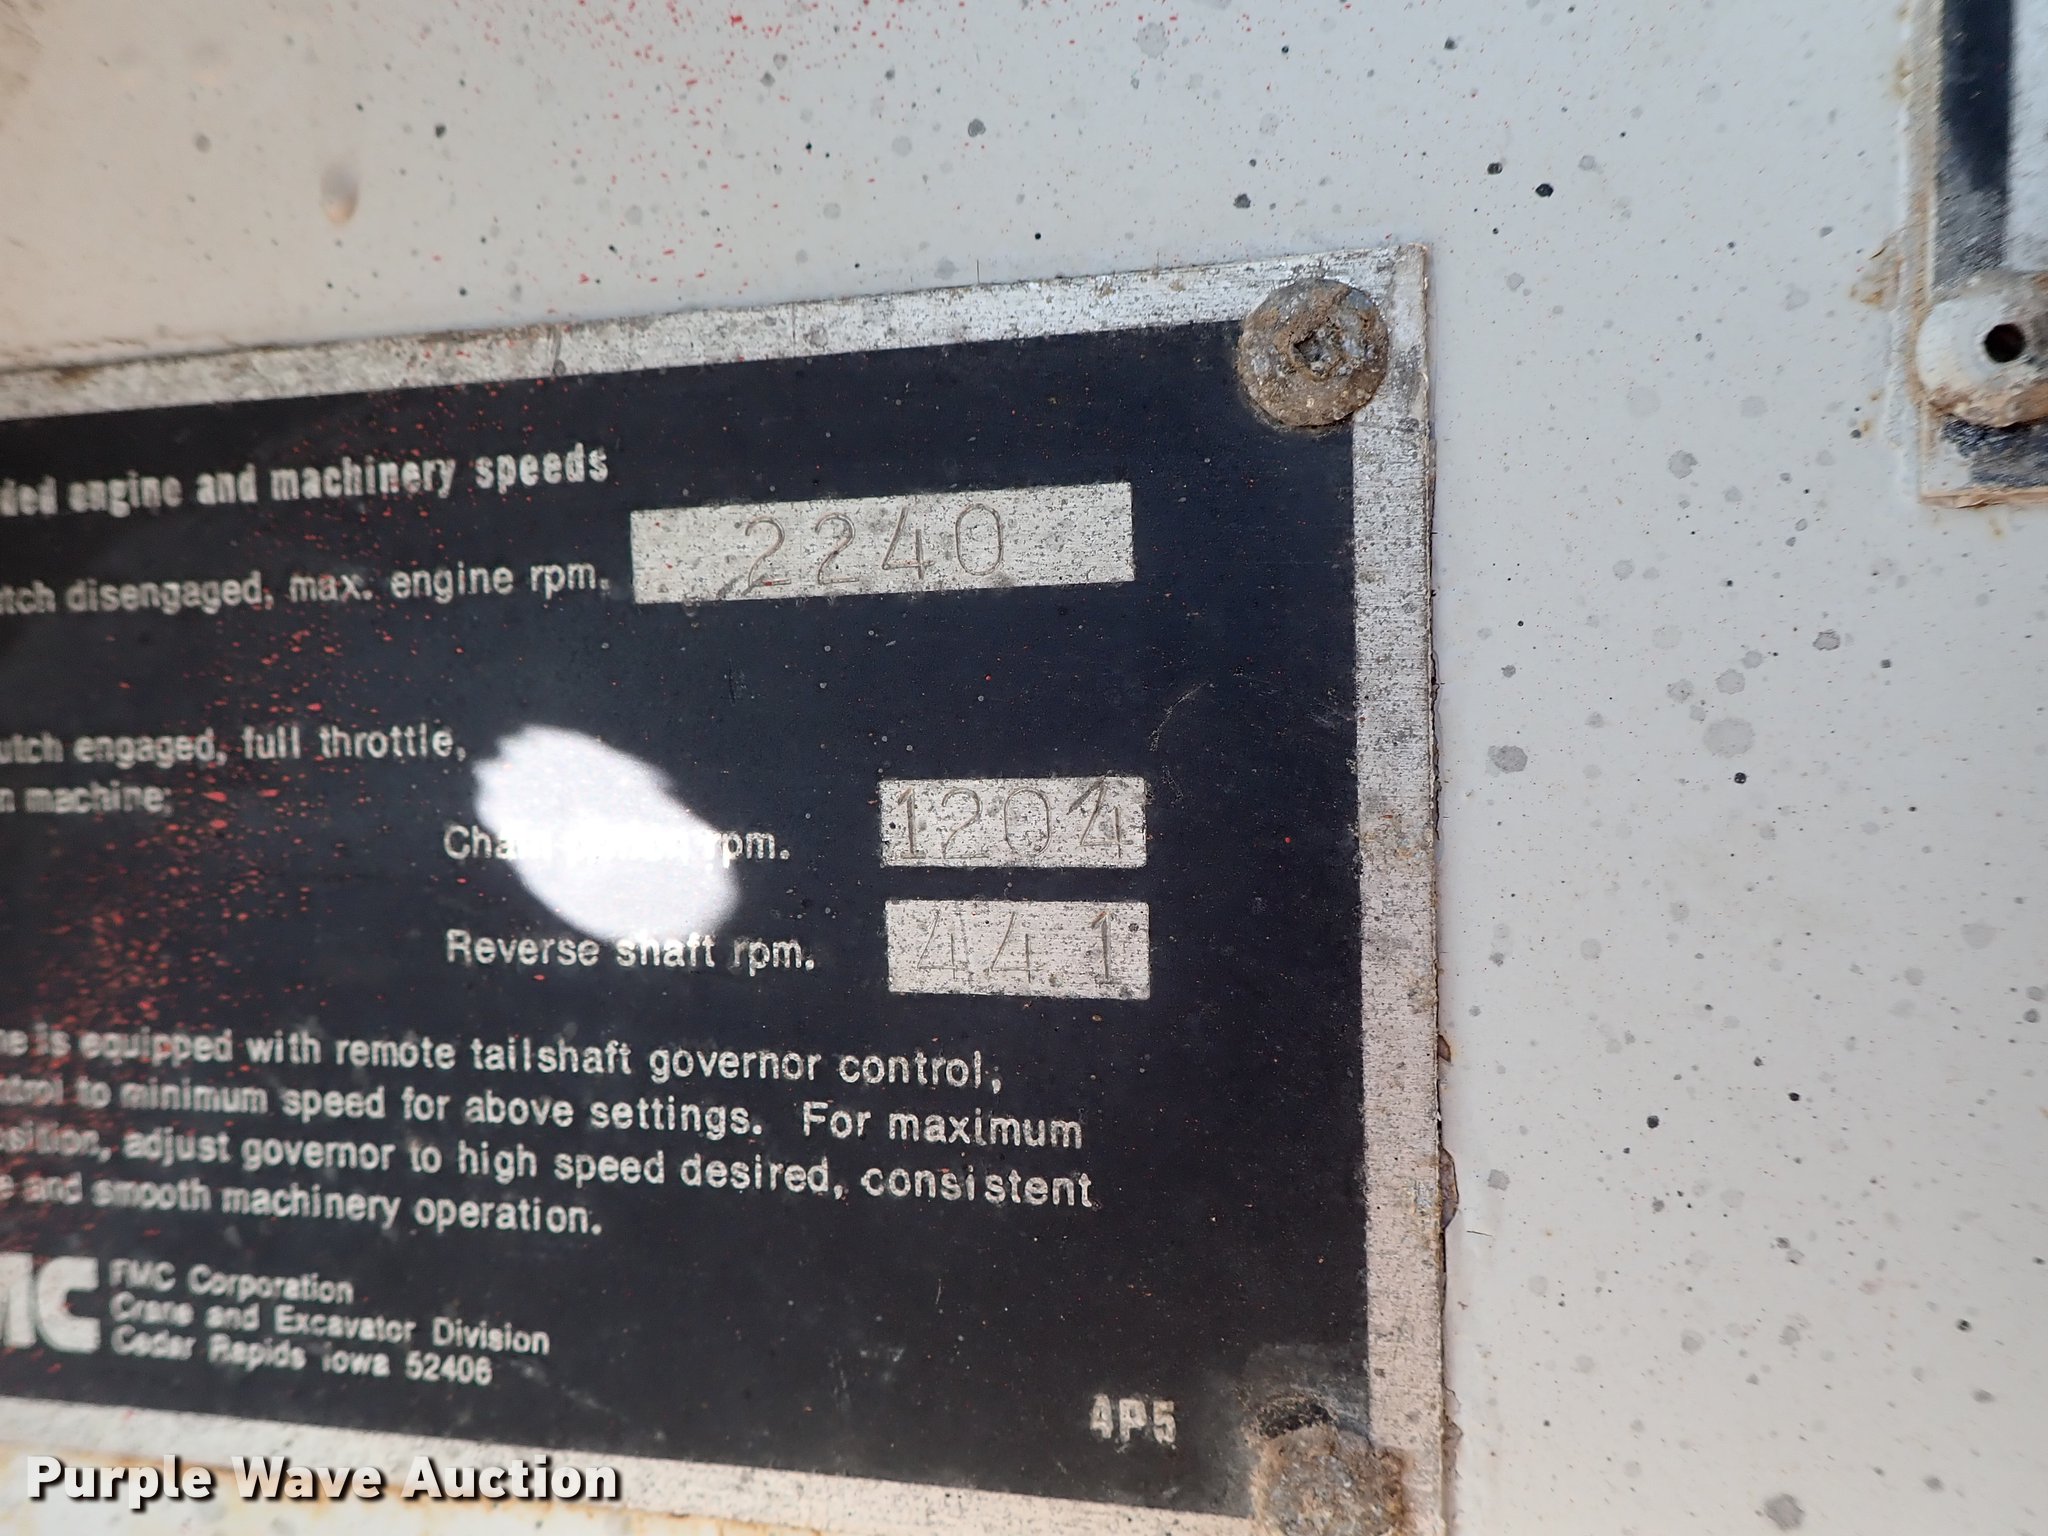 ded engine and machinery speeds
tch disengaged, max. engine rpm. 2240
utch engaged, full throttle,
n machine;
rpm. 1204
Reverse shaft rpm. 441
ne is equipped with remote tailshaft governor control,
ntrol to minimum speed for above settings. For maximum
osition, adjust governor to high speed desired, consistent
e and smooth machinery operation.
MC FMC Corporation
Crane and Excavator Division
Cedar Rapids Iowa 52406
4P5
Purple Wave Auction